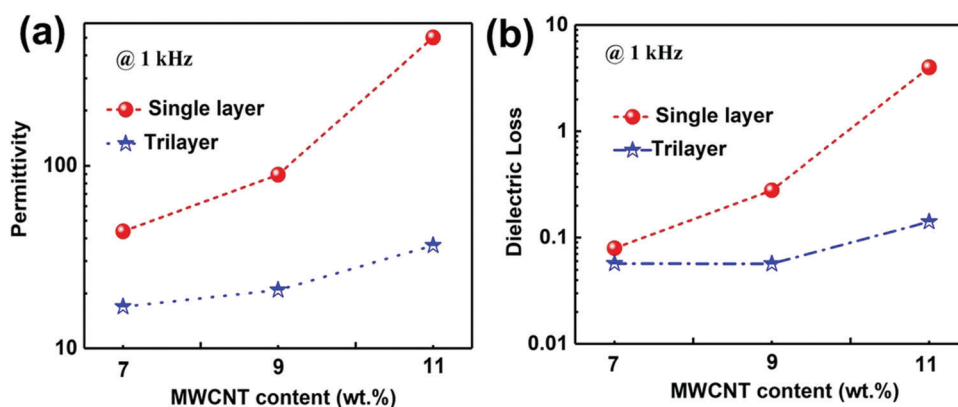 (a)
@ 1 kHz
Single layer
Trilayer
Permittivity
100
10
7
9
11
MWCNT content (wt.%)
(b)
@ 1 kHz
Single layer
Trilayer
Dielectric Loss
10
1
0.1
0.01
7
9
11
MWCNT content (wt.%)